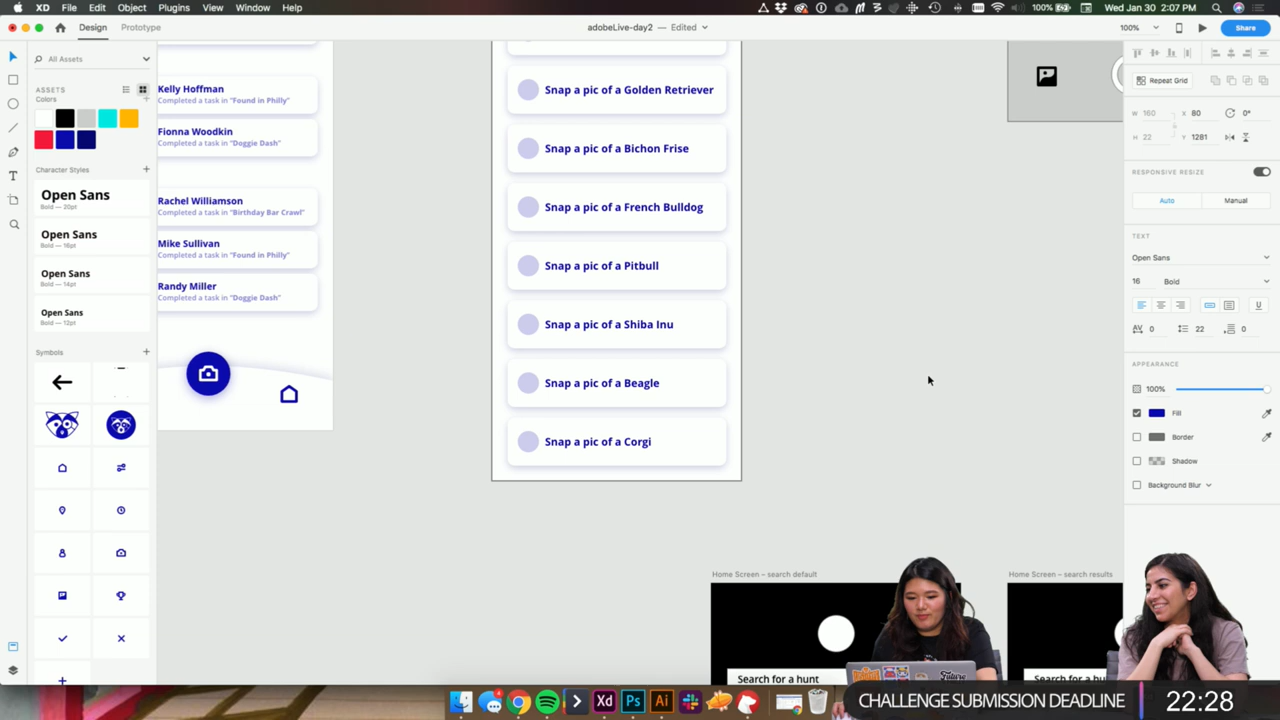 XD File Edit Object Plugins View Window Help
100% Wed Jan 30 2:07 PM
Design Prototype
adobeLive-day2 — Edited
100%
Share
All Assets
ASSETS
Colors
Character Styles
Open Sans
Bold — 20pt
Open Sans
Bold — 16pt
Open Sans
Bold — 14pt
Open Sans
Bold — 12pt
Symbols
Kelly Hoffman
Completed a task in "Found in Philly"
Fionna Woodkin
Completed a task in "Doggie Dash"
Rachel Williamson
Completed a task in "Birthday Bar Crawl"
Mike Sullivan
Completed a task in "Found in Philly"
Randy Miller
Completed a task in "Doggie Dash"
Snap a pic of a Golden Retriever
Snap a pic of a Bichon Frise
Snap a pic of a French Bulldog
Snap a pic of a Pitbull
Snap a pic of a Shiba Inu
Snap a pic of a Beagle
Snap a pic of a Corgi
Home Screen – search default
Search for a hunt
Home Screen – search results
Search for a hunt
Repeat Grid
W 160 X 80 0°
H 22 Y 1281
RESPONSIVE RESIZE
Auto Manual
TEXT
Open Sans
16 Bold
U
AV 0 22 0
APPEARANCE
100%
Fill
Border
Shadow
Background Blur
Future
Xd Ps Ai
CHALLENGE SUBMISSION DEADLINE 22:28